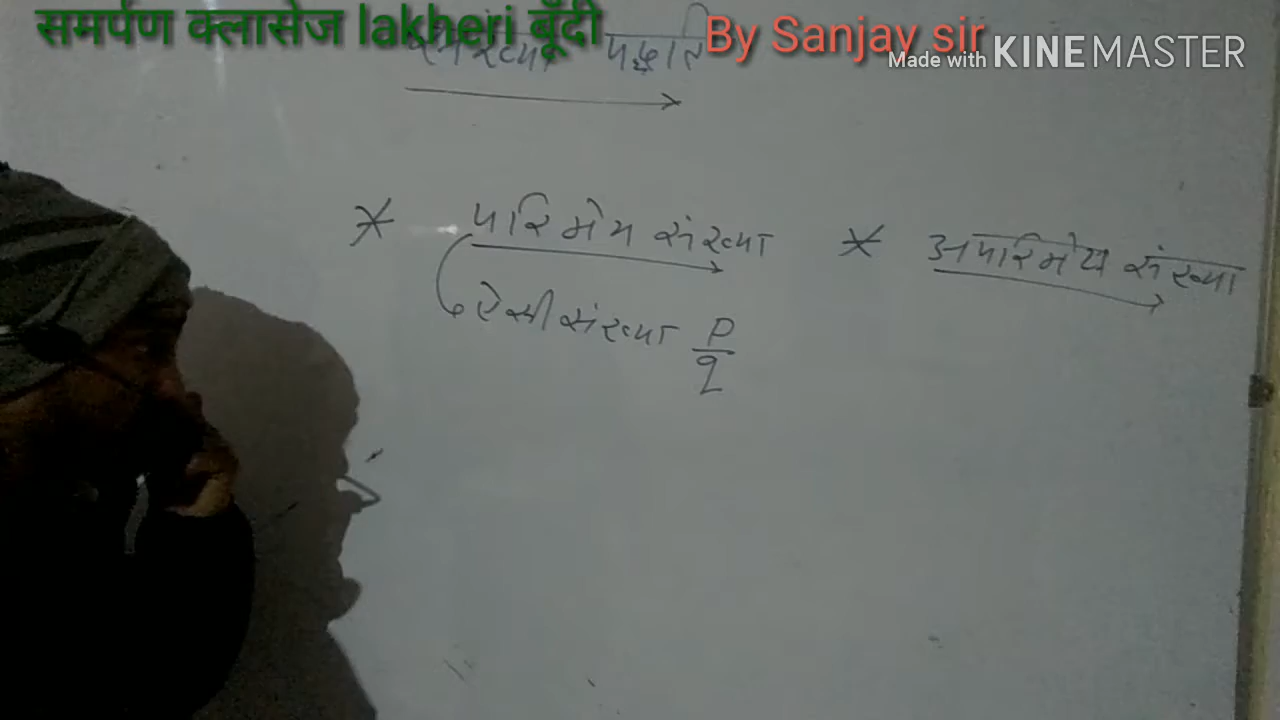 समर्पण क्लासेज lakheri बूँदी By Sanjay sir
Made with KINEMASTER
पद्धति
* परिमेय संख्या * अपरिमेय संख्या
ऐसी संख्या p/q